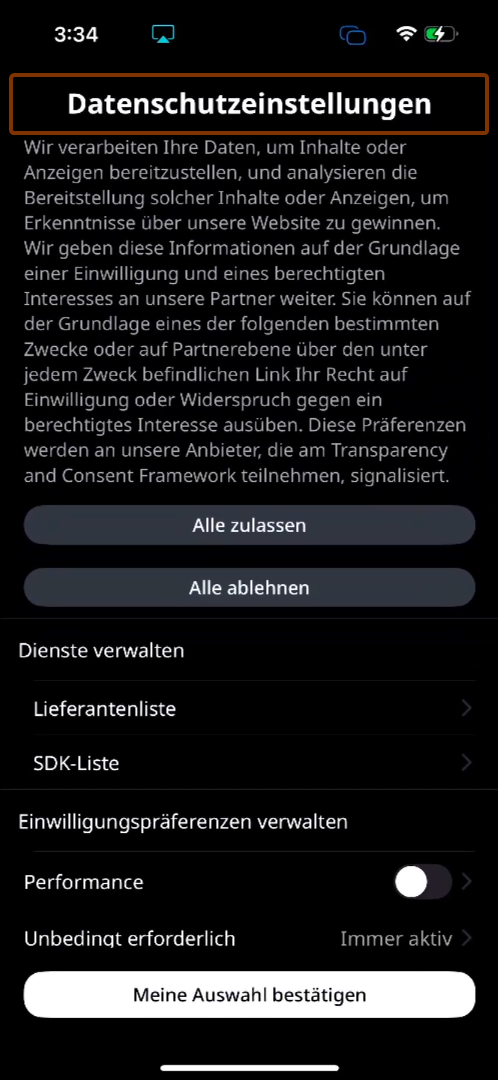 3:34
Datenschutzeinstellungen
Wir verarbeiten Ihre Daten, um Inhalte oder
Anzeigen bereitzustellen, und analysieren die
Bereitstellung solcher Inhalte oder Anzeigen, um
Erkenntnisse über unsere Website zu gewinnen.
Wir geben diese Informationen auf der Grundlage
einer Einwilligung und eines berechtigten
Interesses an unsere Partner weiter. Sie können auf
der Grundlage eines der folgenden bestimmten
Zwecke oder auf Partnerebene über den unter
jedem Zweck befindlichen Link Ihr Recht auf
Einwilligung oder Widerspruch gegen ein
berechtigtes Interesse ausüben. Diese Präferenzen
werden an unsere Anbieter, die am Transparency
and Consent Framework teilnehmen, signalisiert.
Alle zulassen
Alle ablehnen
Dienste verwalten
Lieferantenliste
SDK-Liste
Einwilligungspräferenzen verwalten
Performance
Unbedingt erforderlich Immer aktiv
Meine Auswahl bestätigen